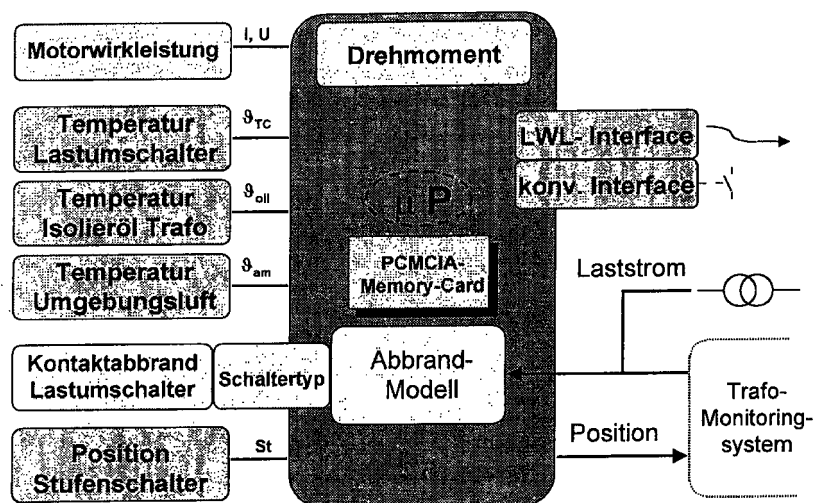 Motorwirkleistung
I, U
Drehmoment
Temperatur
Lastumschalter
ϑTC
LWL- Interface
konv. Interface
Temperatur
Isolieröl Trafo
ϑoil
µP
Temperatur
Umgebungsluft
ϑam
PCMCIA-
Memory-Card
Laststrom
Kontaktabbrand
Lastumschalter
Schaltertyp
Abbrand-
Modell
Trafo-
Monitoring-
system
Position
Stufenschalter
St
Position